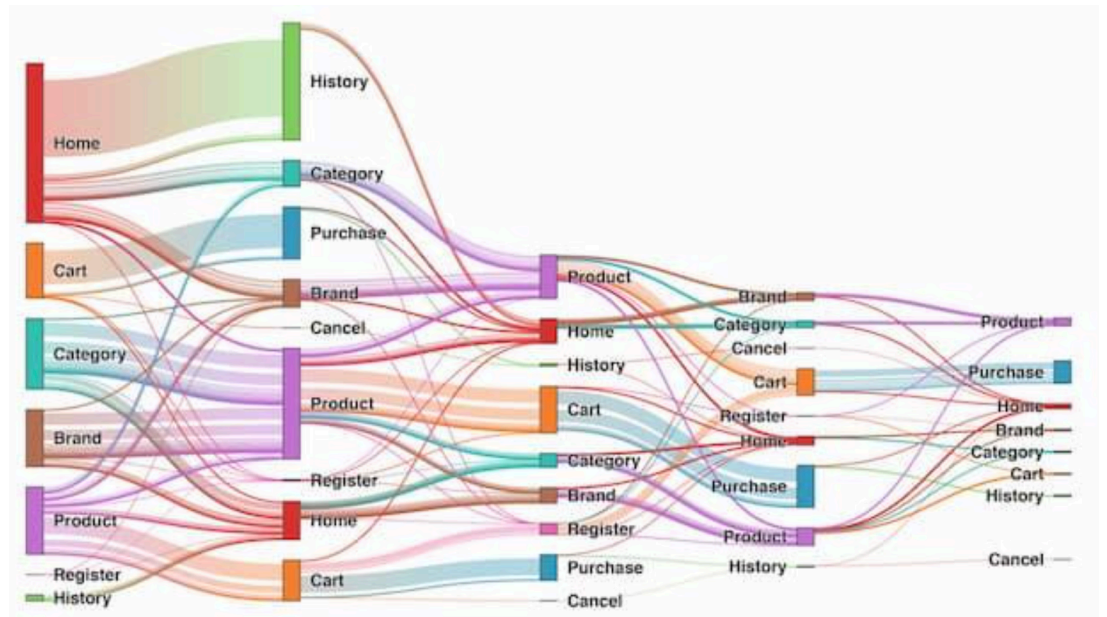 Home
Cart
Category
Brand
Product
Register
History
History
Category
Purchase
Brand
Cancel
Product
Register
Home
Cart
Product
Home
History
Cart
Category
Brand
Register
Purchase
Cancel
Brand
Category
Cancel
Cart
Register
Home
Purchase
Product
History
Product
Purchase
Home
Brand
Category
Cart
History
Cancel